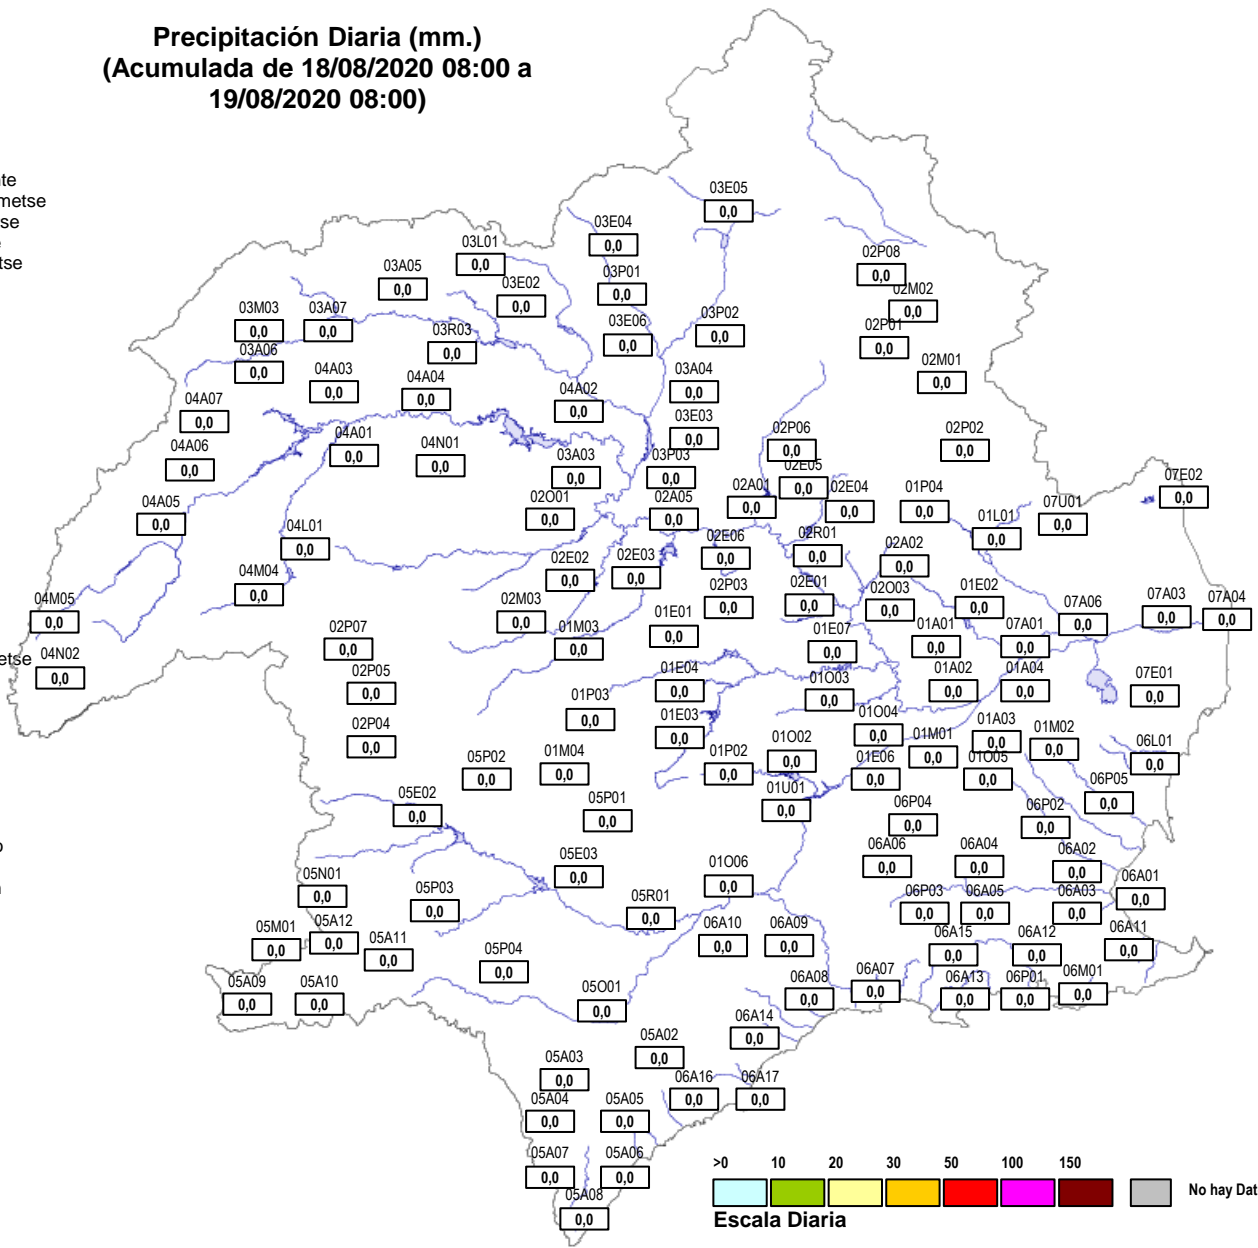 Precipitación Diaria (mm.)
(Acumulada de 18/08/2020 08:00 a
19/08/2020 08:00)
03E05
0,0
03E04
0,0
03L01
0,0
02P08
0,0
03A05
0,0
03P01
0,0
03E02
0,0
02M02
0,0
03M03
0,0
03A07
0,0
03R03
0,0
03E06
0,0
03P02
0,0
02P01
0,0
03A06
0,0
04A03
0,0
04A04
0,0
04A02
0,0
03A04
0,0
02M01
0,0
04A07
0,0
03E03
0,0
04A06
0,0
04A01
0,0
04N01
0,0
03A03
0,0
03P03
0,0
02P06
0,0
02P02
0,0
02E05
0,0
07E02
0,0
04A05
0,0
02O01
0,0
02A05
0,0
02A01
0,0
02E04
0,0
01P04
0,0
07U01
0,0
01L01
0,0
04L01
0,0
02E06
0,0
02R01
0,0
02A02
0,0
04M04
0,0
02E02
0,0
02E03
0,0
02P03
0,0
02E01
0,0
02O03
0,0
01E02
0,0
07A03
0,0
07A04
0,0
04M05
0,0
02M03
0,0
01E01
0,0
07A06
0,0
02P07
0,0
01M03
0,0
01E07
0,0
01A01
0,0
07A01
0,0
04N02
0,0
02P05
0,0
01E04
0,0
01O03
0,0
01A02
0,0
01A04
0,0
07E01
0,0
01P03
0,0
02P04
0,0
01E03
0,0
01O04
0,0
01A03
0,0
01M02
0,0
05P02
0,0
01M04
0,0
01P02
0,0
01O02
0,0
01M01
0,0
01E06
0,0
01O05
0,0
06L01
0,0
05E02
0,0
05P01
0,0
01U01
0,0
06P04
0,0
06P02
0,0
06P05
0,0
05E03
0,0
01O06
0,0
06A06
0,0
06A04
0,0
06A02
0,0
05N01
0,0
05P03
0,0
05R01
0,0
06P03
0,0
06A05
0,0
06A03
0,0
06A01
0,0
05M01
0,0
05A12
0,0
05A11
0,0
05P04
0,0
06A10
0,0
06A09
0,0
06A15
0,0
06A12
0,0
06A11
0,0
05A09
0,0
05A10
0,0
05O01
0,0
06A08
0,0
06A07
0,0
06A13
0,0
06P01
0,0
06M01
0,0
05A02
0,0
06A14
0,0
05A03
0,0
06A16
0,0
06A17
0,0
05A04
0,0
05A05
0,0
05A07
0,0
05A06
0,0
05A08
0,0
>0 10 20 30 50 100 150
No hay Dat
Escala Diaria